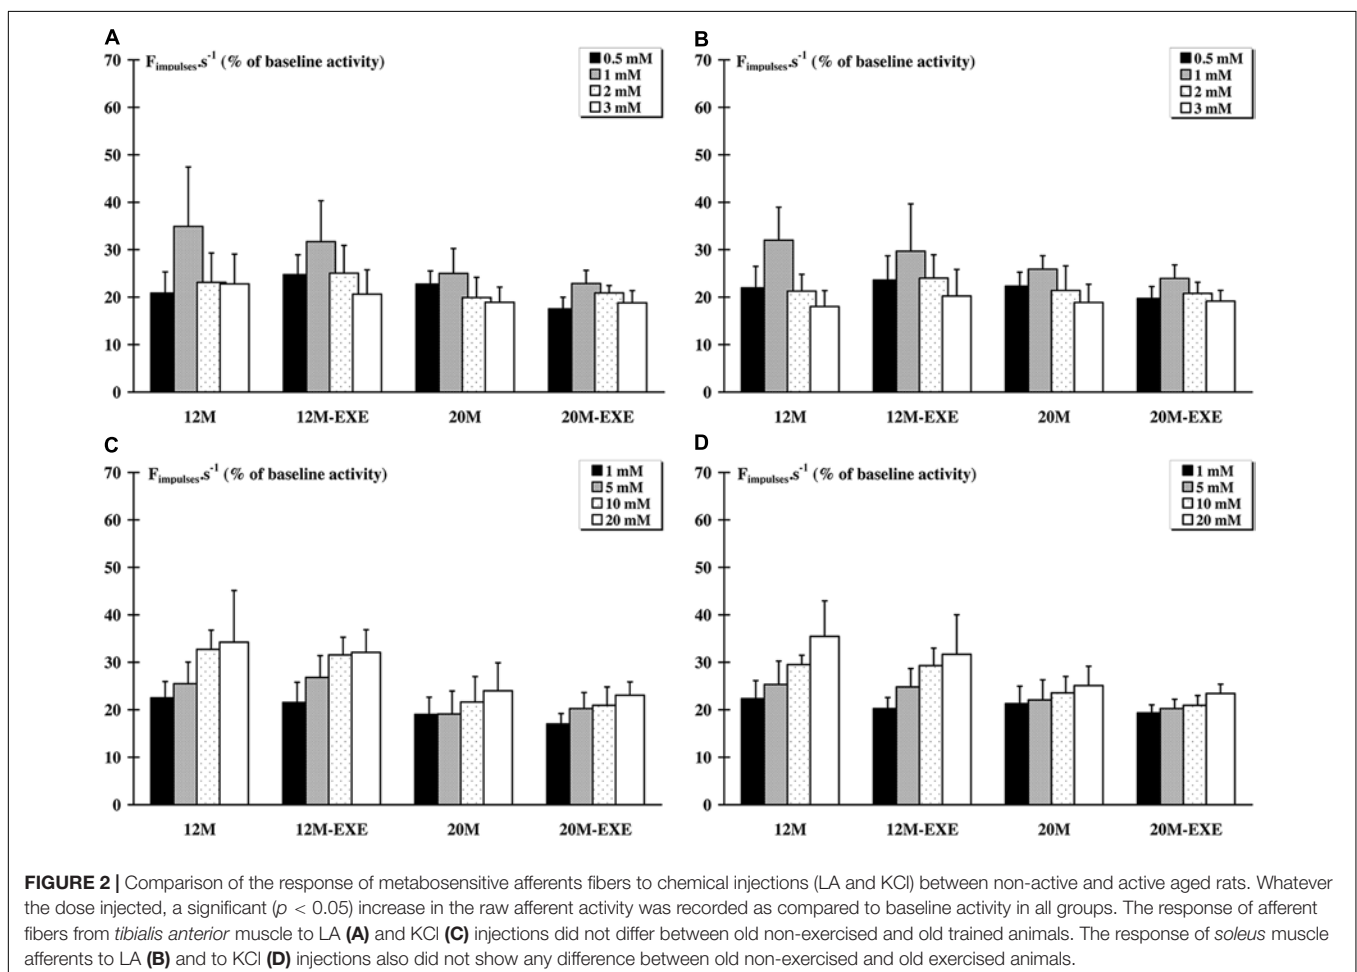 A
F_impulses.s^-1 (% of baseline activity)
0.5 mM
1 mM
2 mM
3 mM
70
60
50
40
30
20
10
0
12M 12M-EXE 20M 20M-EXE
B
F_impulses.s^-1 (% of baseline activity)
0.5 mM
1 mM
2 mM
3 mM
70
60
50
40
30
20
10
0
12M 12M-EXE 20M 20M-EXE
C
F_impulses.s^-1 (% of baseline activity)
1 mM
5 mM
10 mM
20 mM
70
60
50
40
30
20
10
0
12M 12M-EXE 20M 20M-EXE
D
F_impulses.s^-1 (% of baseline activity)
1 mM
5 mM
10 mM
20 mM
70
60
50
40
30
20
10
0
12M 12M-EXE 20M 20M-EXE
FIGURE 2 | Comparison of the response of metabosensitive afferents fibers to chemical injections (LA and KCl) between non-active and active aged rats. Whatever
the dose injected, a significant (p < 0.05) increase in the raw afferent activity was recorded as compared to baseline activity in all groups. The response of afferent
fibers from tibialis anterior muscle to LA (A) and KCl (C) injections did not differ between old non-exercised and old trained animals. The response of soleus muscle
afferents to LA (B) and to KCl (D) injections also did not show any difference between old non-exercised and old exercised animals.